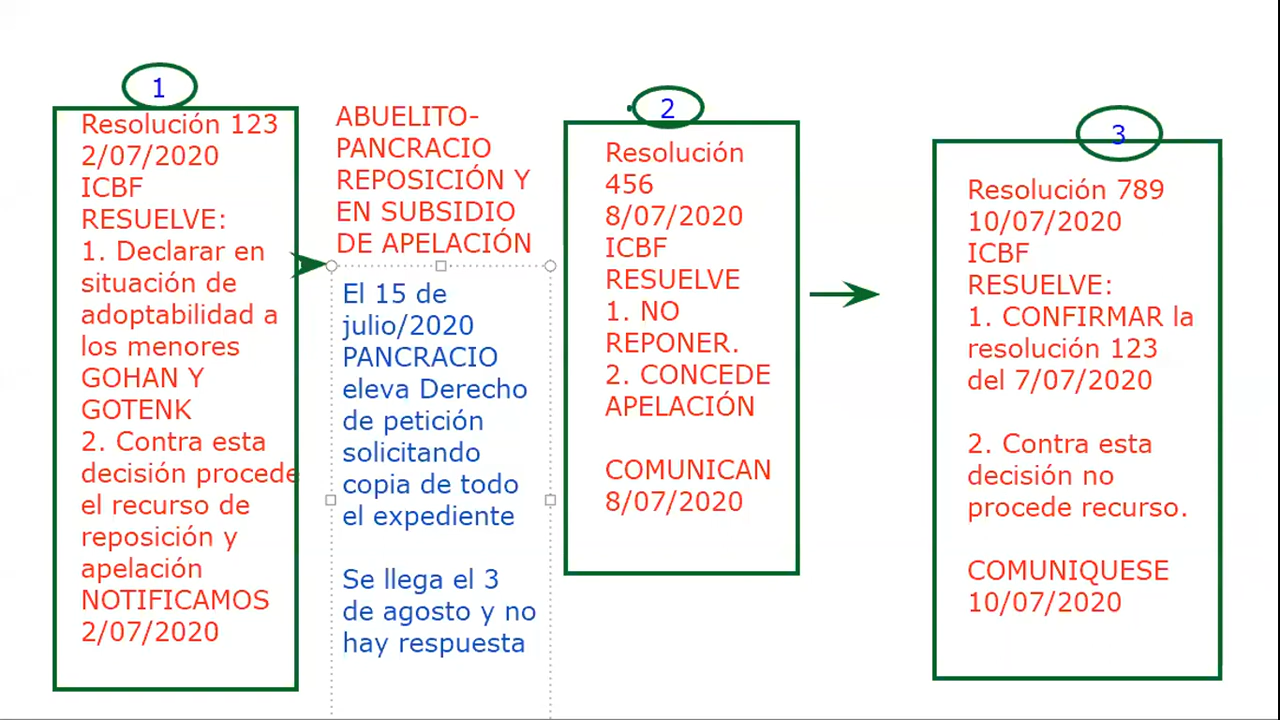 1
Resolución 123
2/07/2020
ICBF
RESUELVE:
1. Declarar en
situación de
adoptabilidad a
los menores
GOHAN Y
GOTENK
2. Contra esta
decisión procede
el recurso de
reposición y
apelación
NOTIFICAMOS
2/07/2020
ABUELITO-
PANCRACIO
REPOSICIÓN Y
EN SUBSIDIO
DE APELACIÓN
El 15 de
julio/2020
PANCRACIO
eleva Derecho
de petición
solicitando
copia de todo
el expediente
Se llega el 3
de agosto y no
hay respuesta
2
Resolución
456
8/07/2020
ICBF
RESUELVE
1. NO
REPONER.
2. CONCEDE
APELACIÓN
COMUNICAN
8/07/2020
3
Resolución 789
10/07/2020
ICBF
RESUELVE:
1. CONFIRMAR la
resolución 123
del 7/07/2020
2. Contra esta
decisión no
procede recurso.
COMUNIQUESE
10/07/2020